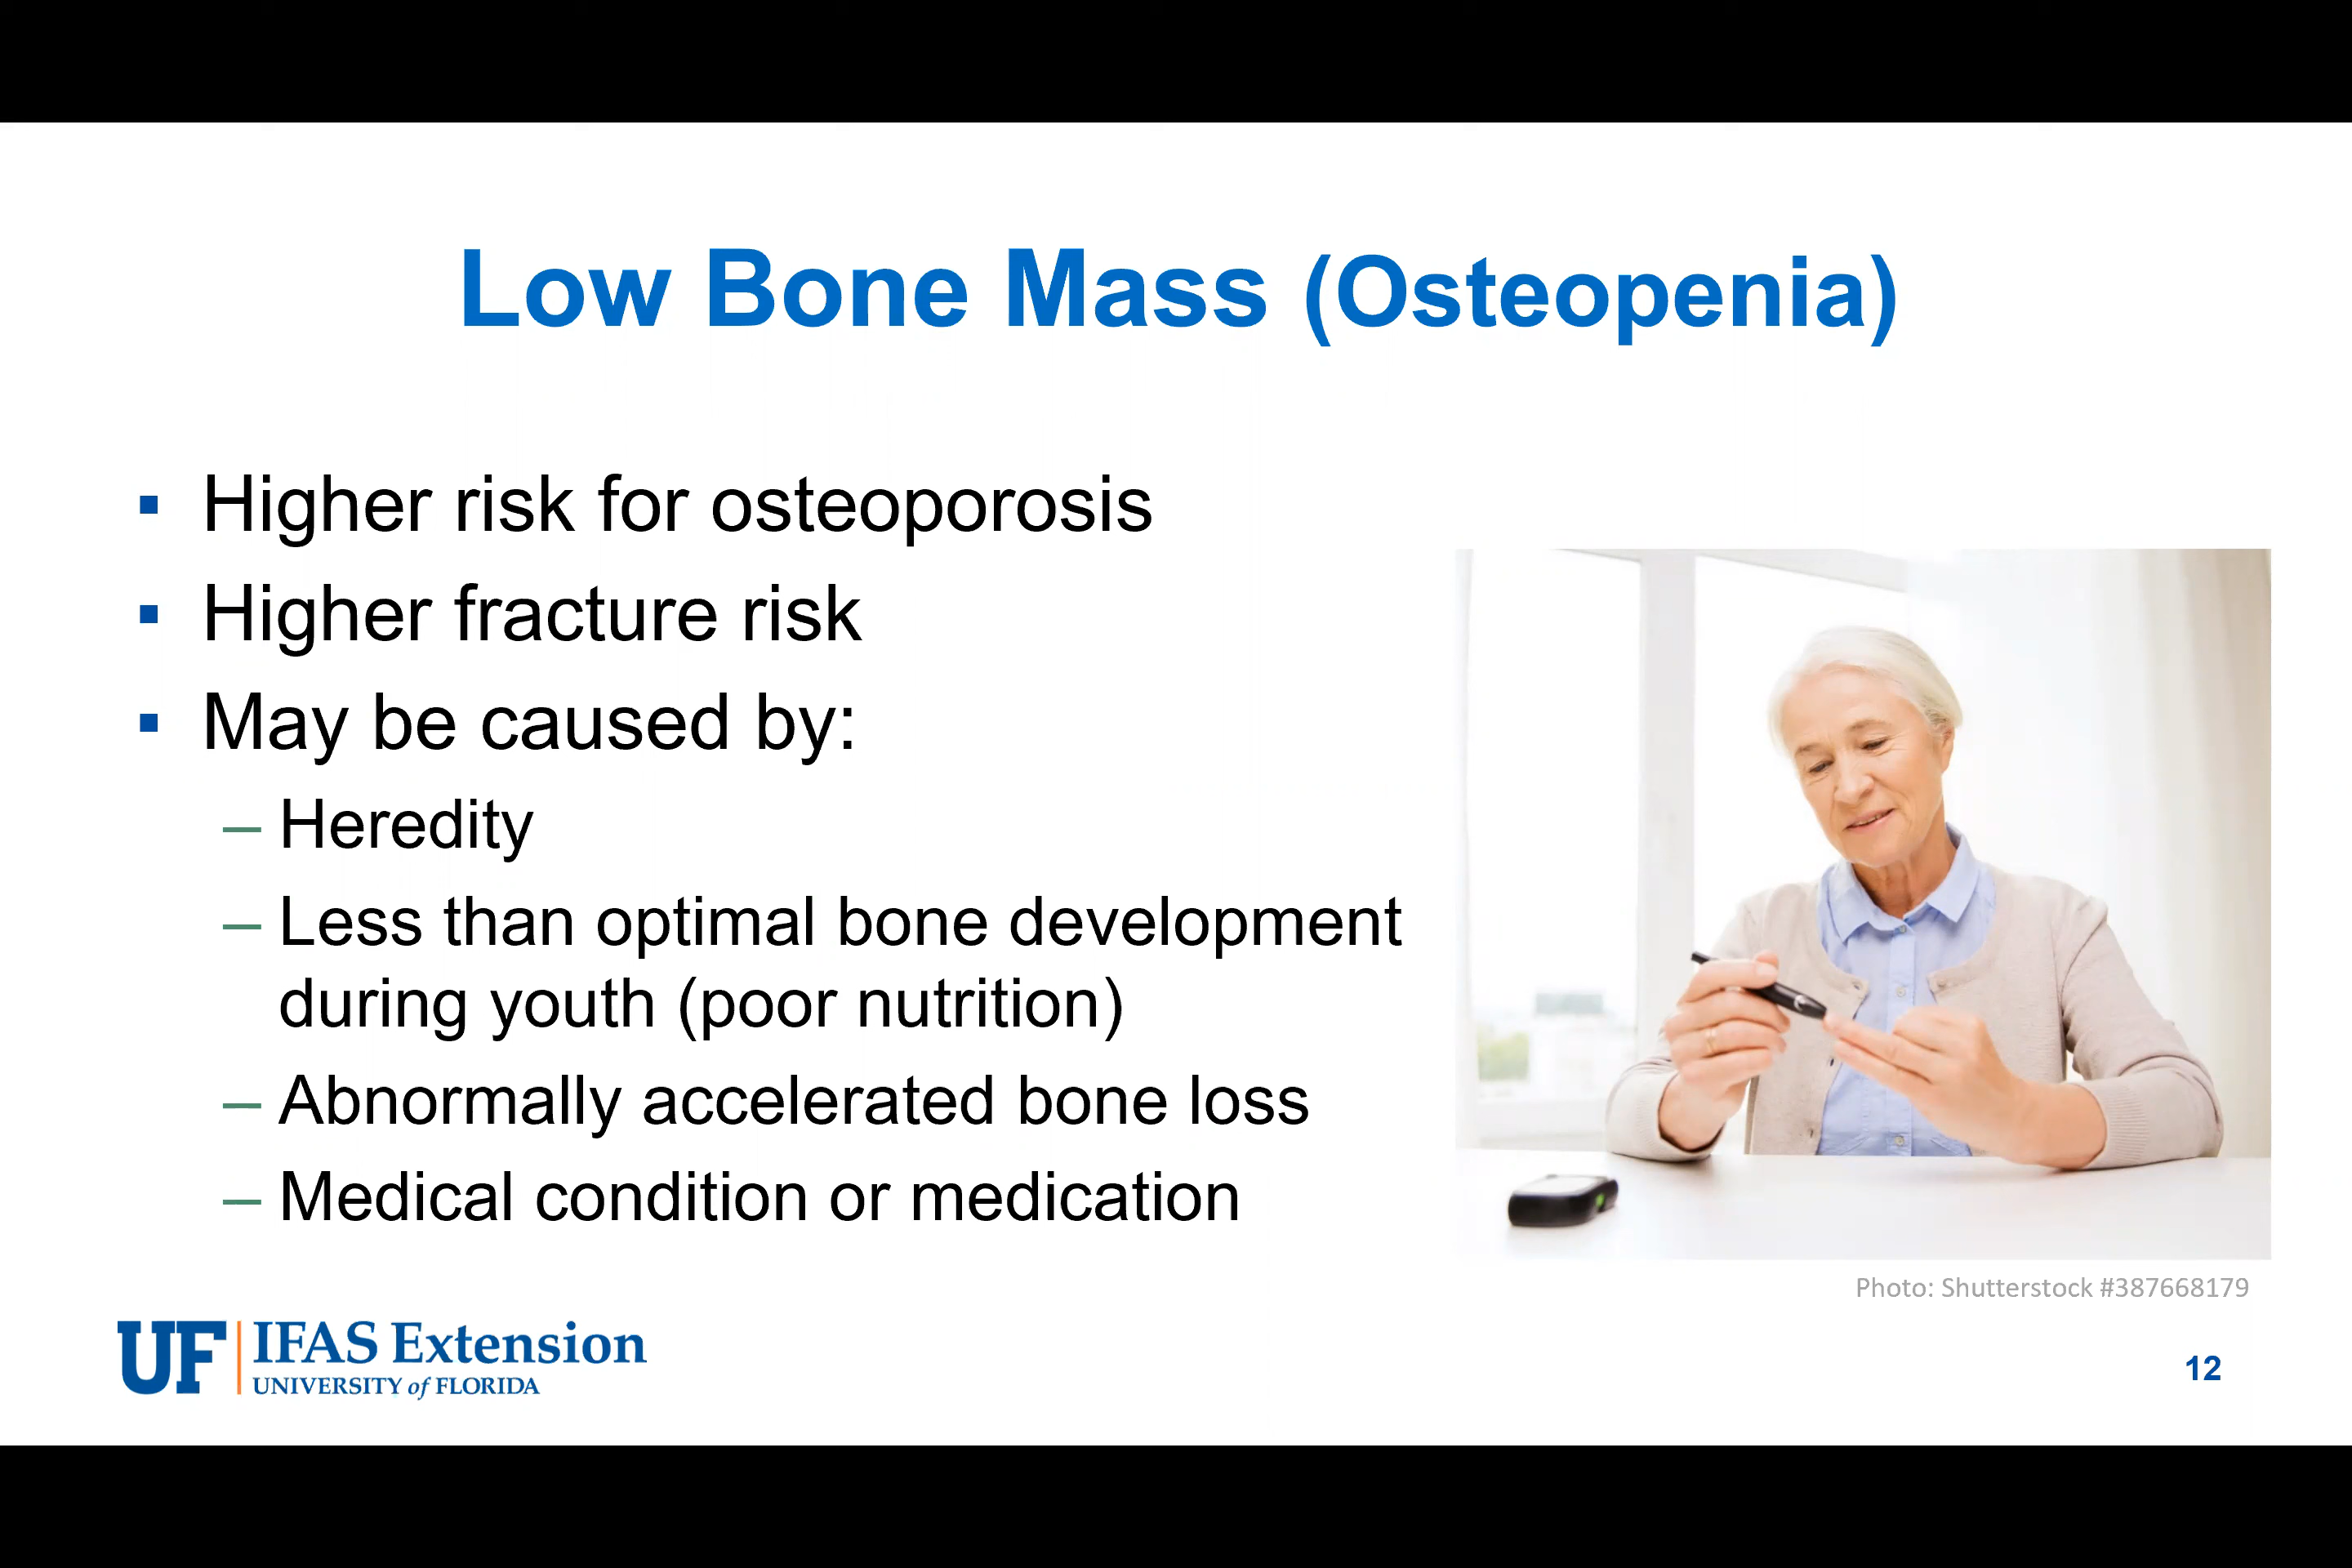 Low Bone Mass (Osteopenia)
▪ Higher risk for osteoporosis
▪ Higher fracture risk
▪ May be caused by:
– Heredity
– Less than optimal bone development
during youth (poor nutrition)
– Abnormally accelerated bone loss
– Medical condition or medication
Photo: Shutterstock #387668179
UF IFAS Extension
UNIVERSITY of FLORIDA
12